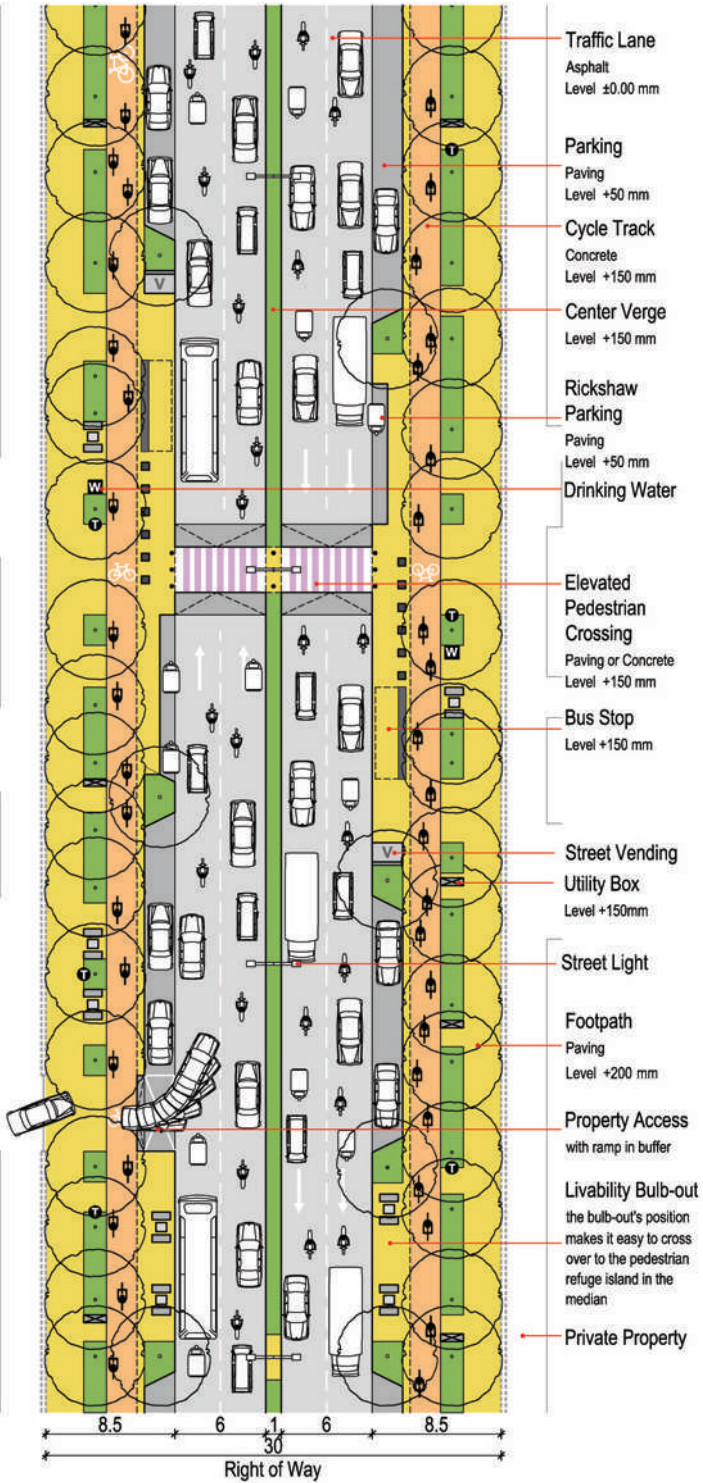 Traffic Lane
Asphalt
Level ±0.00 mm
Parking
Paving
Level +50 mm
Cycle Track
Concrete
Level +150 mm
Center Verge
Level +150 mm
Rickshaw
Parking
Paving
Level +50 mm
Drinking Water
Elevated
Pedestrian
Crossing
Paving or Concrete
Level +150 mm
Bus Stop
Level +150 mm
Street Vending
Utility Box
Level +150mm
Street Light
Footpath
Paving
Level +200 mm
Property Access
with ramp in buffer
Livability Bulb-out
the bulb-out's position
makes it easy to cross
over to the pedestrian
refuge island in the
median
Private Property
T
V
W
T
T
W
V
T
T
T
8.5 6 1 6 8.5
30
Right of Way